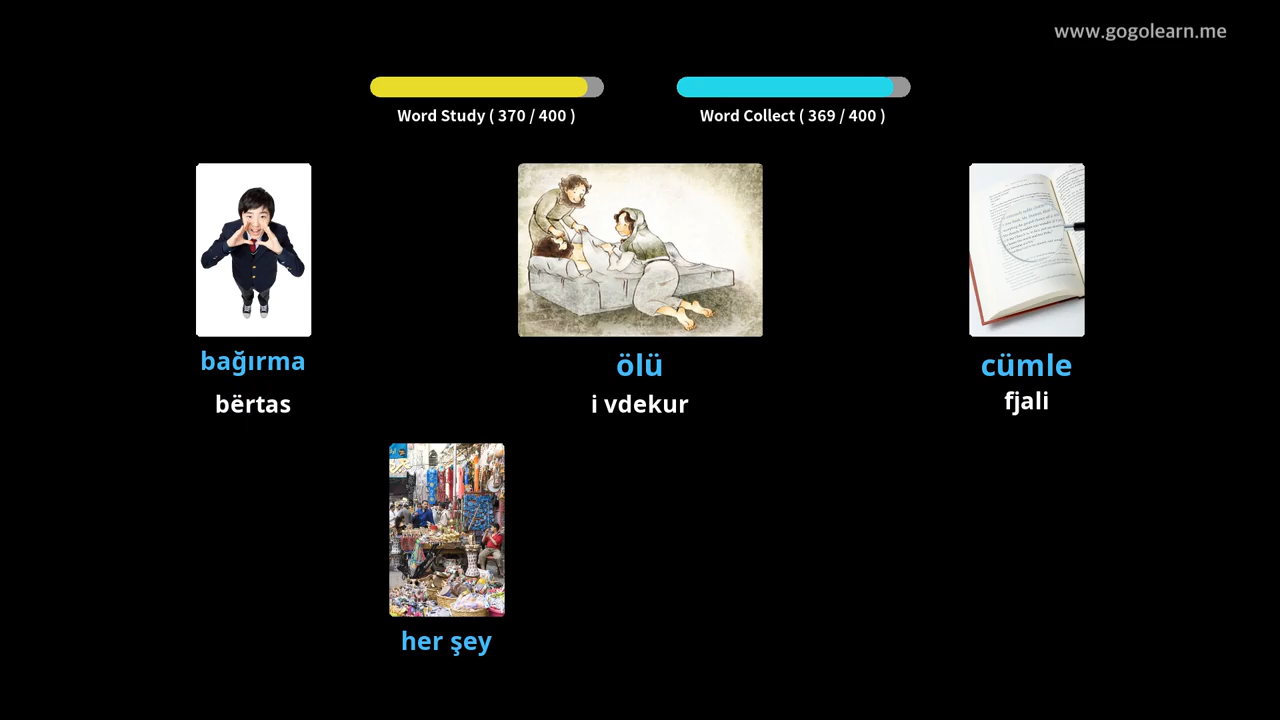 www.gogolearn.me
Word Study ( 370 / 400 )
Word Collect ( 369 / 400 )
bağırma
bërtas
ölü
i vdekur
cümle
fjali
her şey